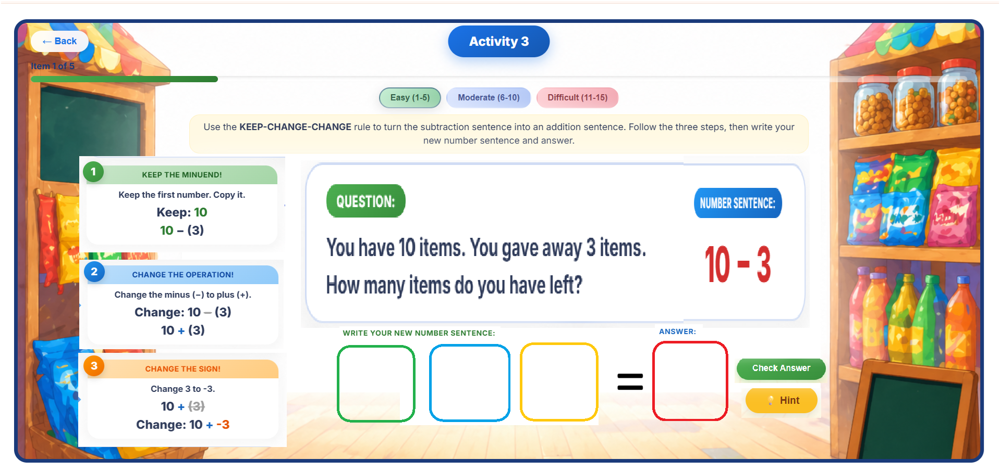 ← Back
Activity 3
Item 1 of 5
Easy (1-5)
Moderate (6-10)
Difficult (11-15)
Use the KEEP-CHANGE-CHANGE rule to turn the subtraction sentence into an addition sentence. Follow the three steps, then write your
new number sentence and answer.
1
KEEP THE MINUEND!
Keep the first number. Copy it.
Keep: 10
10 – (3)
2
CHANGE THE OPERATION!
Change the minus (−) to plus (+).
Change: 10 – (3)
10 + (3)
3
CHANGE THE SIGN!
Change 3 to -3.
10 + (3)
Change: 10 + -3
QUESTION:
You have 10 items. You gave away 3 items.
How many items do you have left?
NUMBER SENTENCE:
10 – 3
WRITE YOUR NEW NUMBER SENTENCE:
ANSWER:
=
Check Answer
💡 Hint